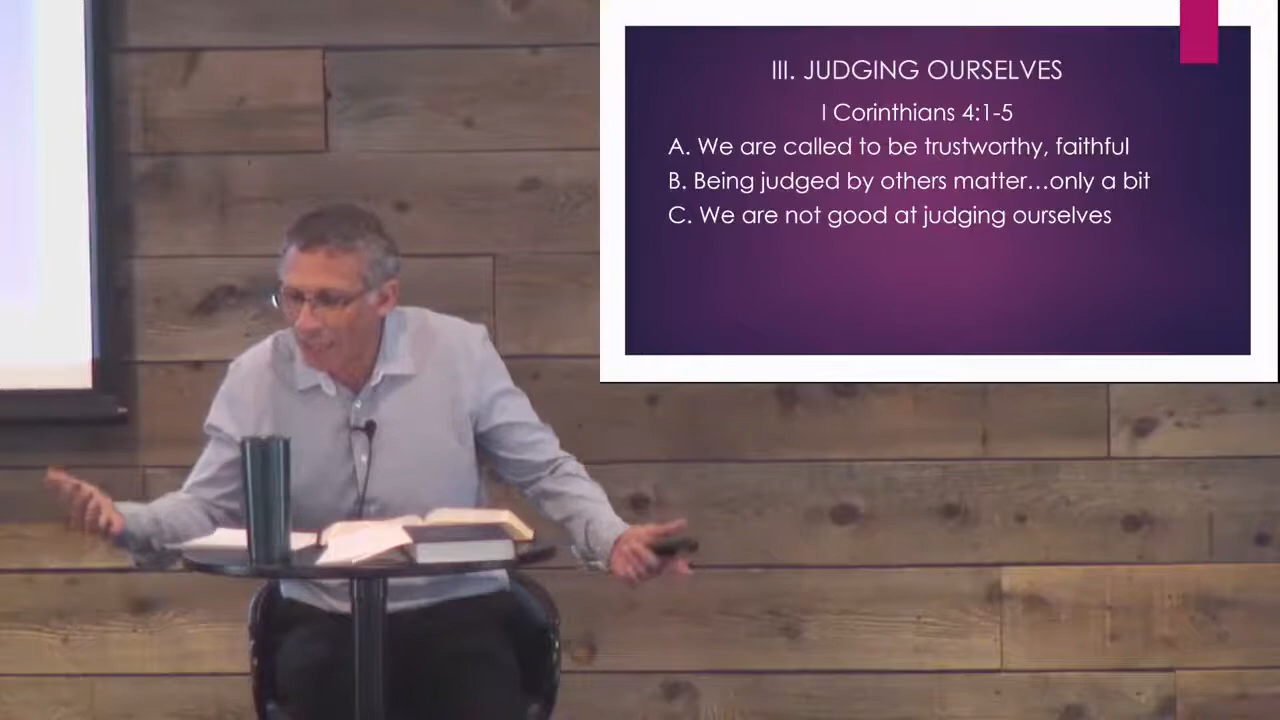 III. JUDGING OURSELVES
I Corinthians 4:1-5
A. We are called to be trustworthy, faithful
B. Being judged by others matter…only a bit
C. We are not good at judging ourselves